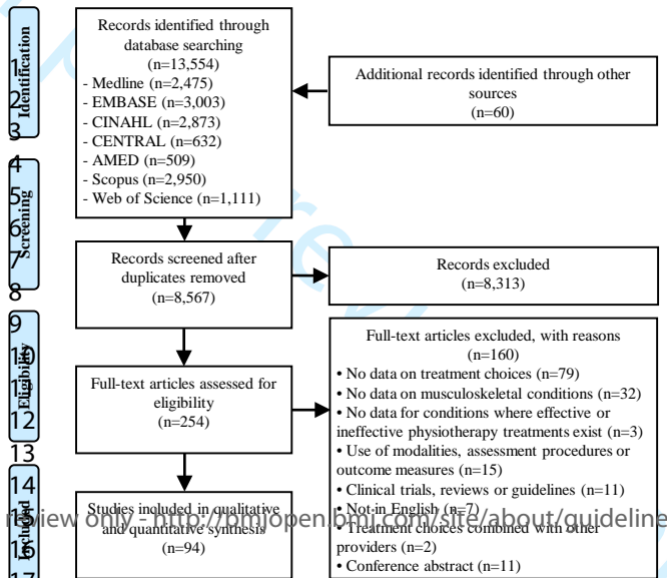 Records identified through
database searching
(n=13,554)
- Medline (n=2,475)
- EMBASE (n=3,003)
- CINAHL (n=2,873)
- CENTRAL (n=632)
- AMED (n=509)
- Scopus (n=2,950)
- Web of Science (n=1,111)
Additional records identified through other
sources
(n=60)
Identification
1
2
3
4
Screening
5
6
7
8
Records screened after
duplicates removed
(n=8,567)
Records excluded
(n=8,313)
9
10
11
12
13
Eligibility
Full-text articles assessed for
eligibility
(n=254)
Full-text articles excluded, with reasons
(n=160)
• No data on treatment choices (n=79)
• No data on musculoskeletal conditions (n=32)
• No data for conditions where effective or
ineffective physiotherapy treatments exist (n=3)
• Use of modalities, assessment procedures or
outcome measures (n=15)
• Clinical trials, reviews or guidelines (n=11)
• Not in English (n=7)
• Treatment choices combined with other
providers (n=2)
• Conference abstract (n=11)
14
16
17
Included
Studies included in qualitative
and quantitative synthesis
(n=94)
review only - http://bmjopen.bmj.com/site/about/guideline